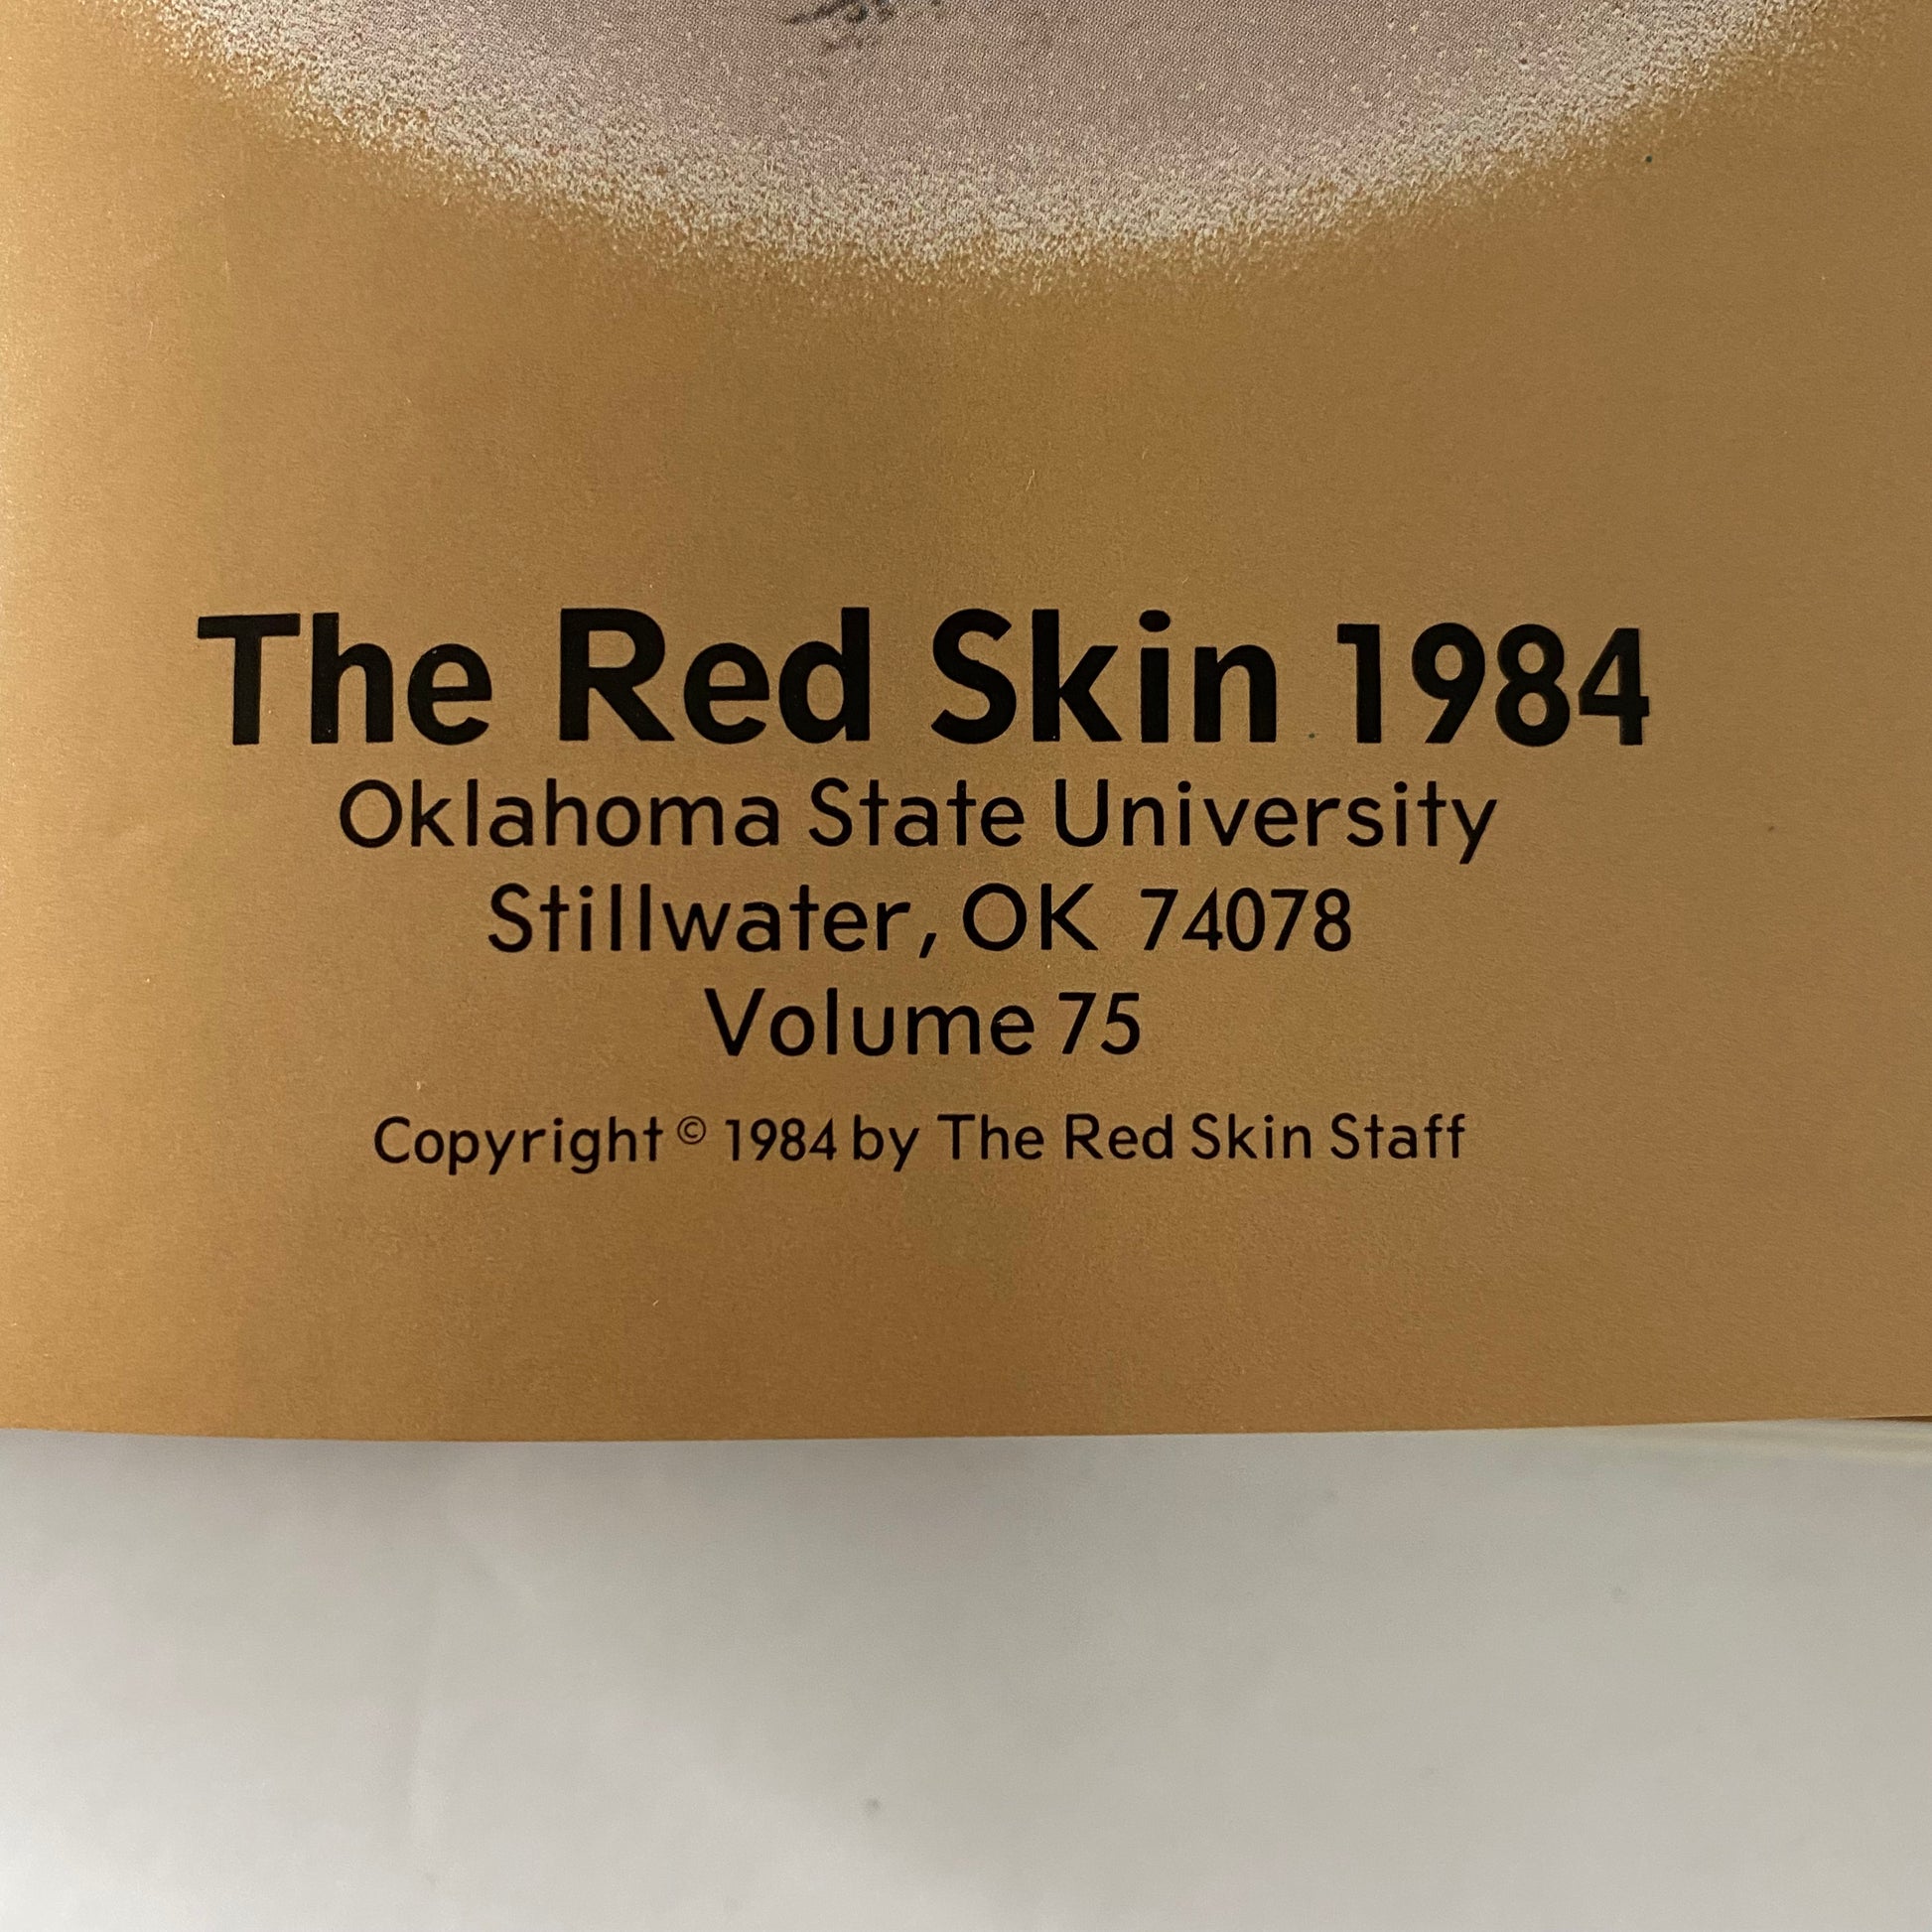 The Red Skin 1984
Oklahoma State University
Stillwater, OK 74078
Volume 75
Copyright © 1984 by The Red Skin Staff